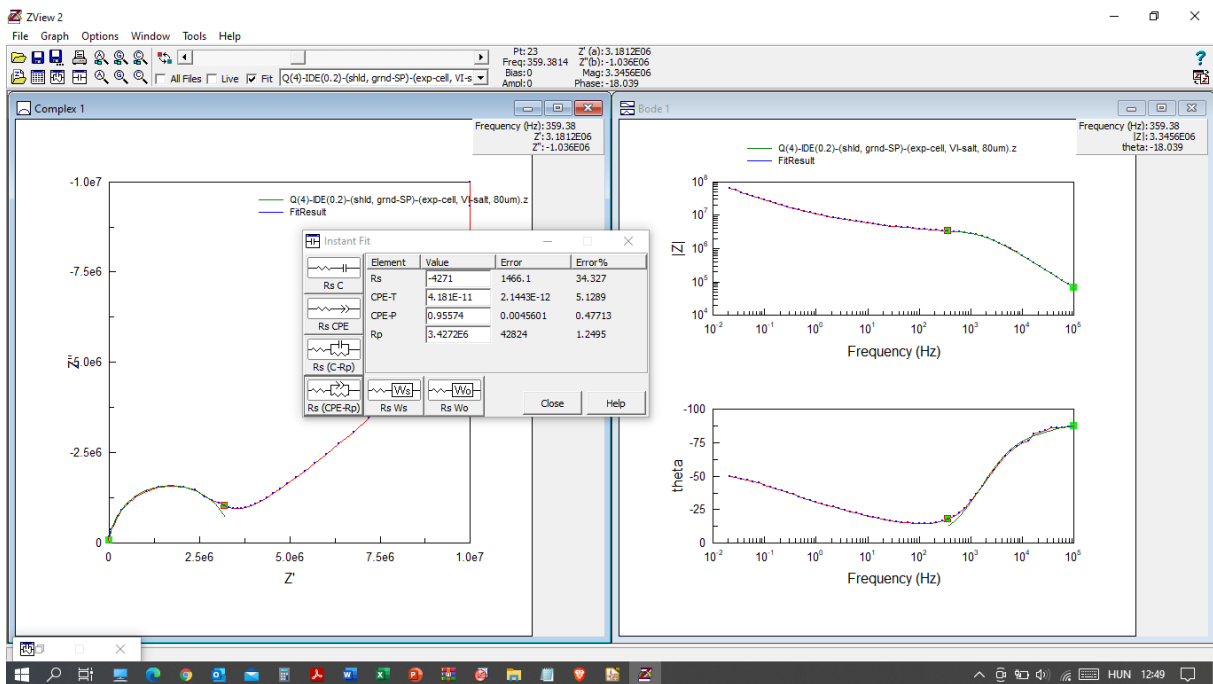 ZView 2
File Graph Options Window Tools Help
Pt: 23 Z' (a): 3.1812E06
Freq: 359.3814 Z"(b):-1.036E06
Bias: 0 Mag: 3.3456E06
Ampl: 0 Phase: -18.039
All Files Live Fit Q(4)-IDE(0.2)-(shld, grnd-SP)-(exp-cell, VI-s
Complex 1
Frequency (Hz): 359.38
Z': 3.1812E06
Z": -1.036E06
Q(4)-IDE(0.2)-(shld, grnd-SP)-(exp-cell, VI-salt, 80um).z
FitResult
-1.0e7
-7.5e6
-5.0e6
-2.5e6
0
Z"
0 2.5e6 5.0e6 7.5e6 1.0e7
Z'
Instant Fit
Element Value Error Error%
Rs -4271 1466.1 34.327
CPE-T 4.181E-11 2.1443E-12 5.1289
CPE-P 0.95574 0.0045601 0.47713
Rp 3.4272E6 42824 1.2495
Rs C
Rs CPE
Rs (C-Rp)
Rs (CPE-Rp)
Ws
Rs Ws
Wo
Rs Wo
Close
Help
Bode 1
Frequency (Hz): 359.38
|Z|: 3.3456E06
theta: -18.039
Q(4)-IDE(0.2)-(shld, grnd-SP)-(exp-cell, VI-salt, 80um).z
FitResult
10^8
10^7
10^6
10^5
10^4
|Z|
10^-2 10^-1 10^0 10^1 10^2 10^3 10^4 10^5
Frequency (Hz)
-100
-75
-50
-25
0
theta
10^-2 10^-1 10^0 10^1 10^2 10^3 10^4 10^5
Frequency (Hz)
HUN 12:49